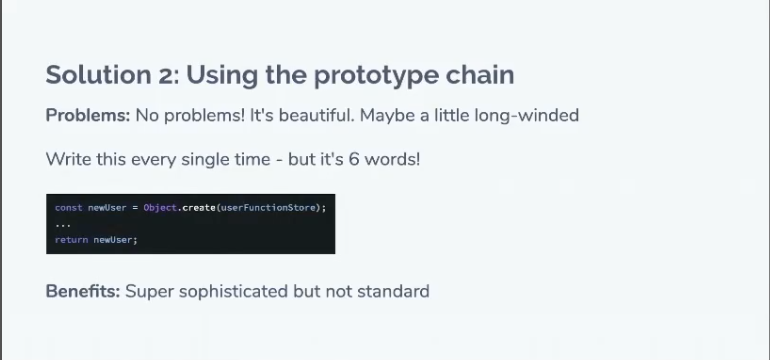 Solution 2: Using the prototype chain
Problems: No problems! It's beautiful. Maybe a little long-winded
Write this every single time - but it's 6 words!
const newUser = Object.create(userFunctionStore);
...
return newUser;
Benefits: Super sophisticated but not standard